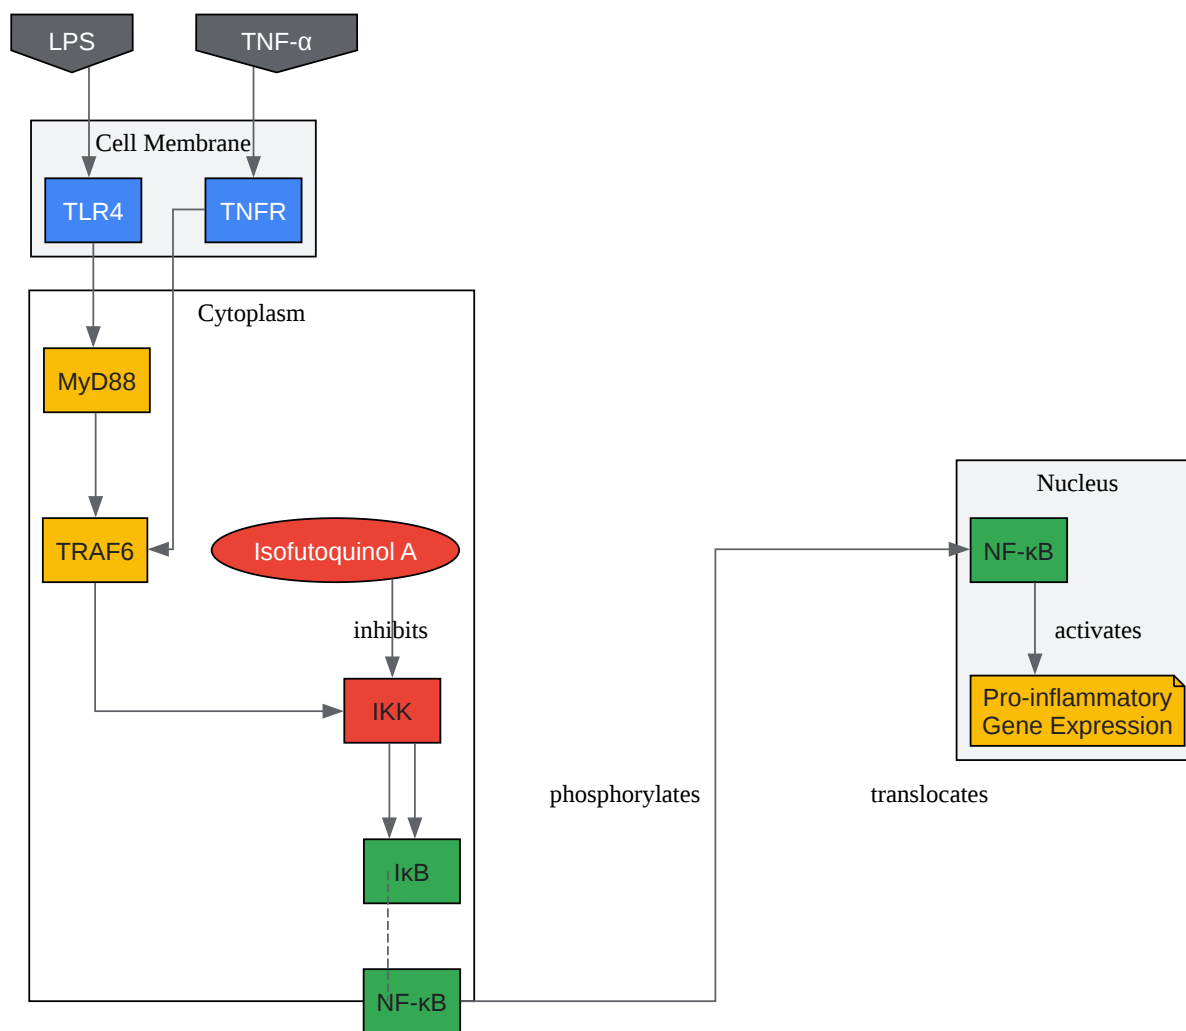 LPS
TNF-α
Cell Membrane
TLR4
TNFR
Cytoplasm
MyD88
TRAF6
Isofutoquinol A
inhibits
IKK
phosphorylates
translocates
IκB
NF-κB
Nucleus
NF-κB
activates
Pro-inflammatory
Gene Expression